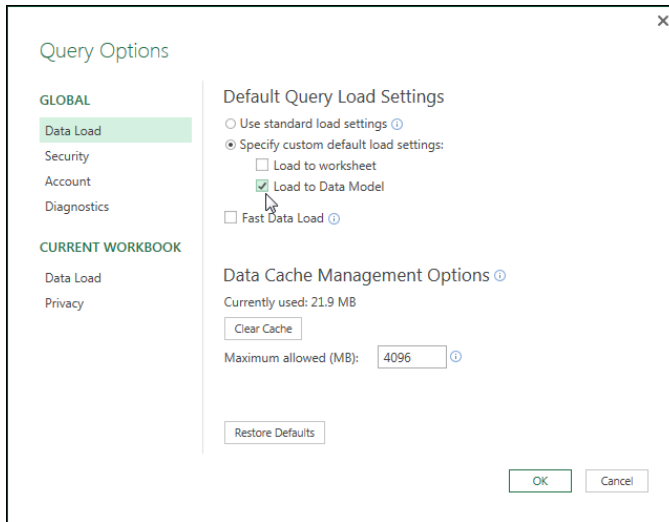 Query Options
GLOBAL
Data Load
Security
Account
Diagnostics
CURRENT WORKBOOK
Data Load
Privacy
Default Query Load Settings
Use standard load settings
Specify custom default load settings:
Load to worksheet
Load to Data Model
Fast Data Load
Data Cache Management Options
Currently used: 21.9 MB
Clear Cache
Maximum allowed (MB): 4096
Restore Defaults
OK Cancel